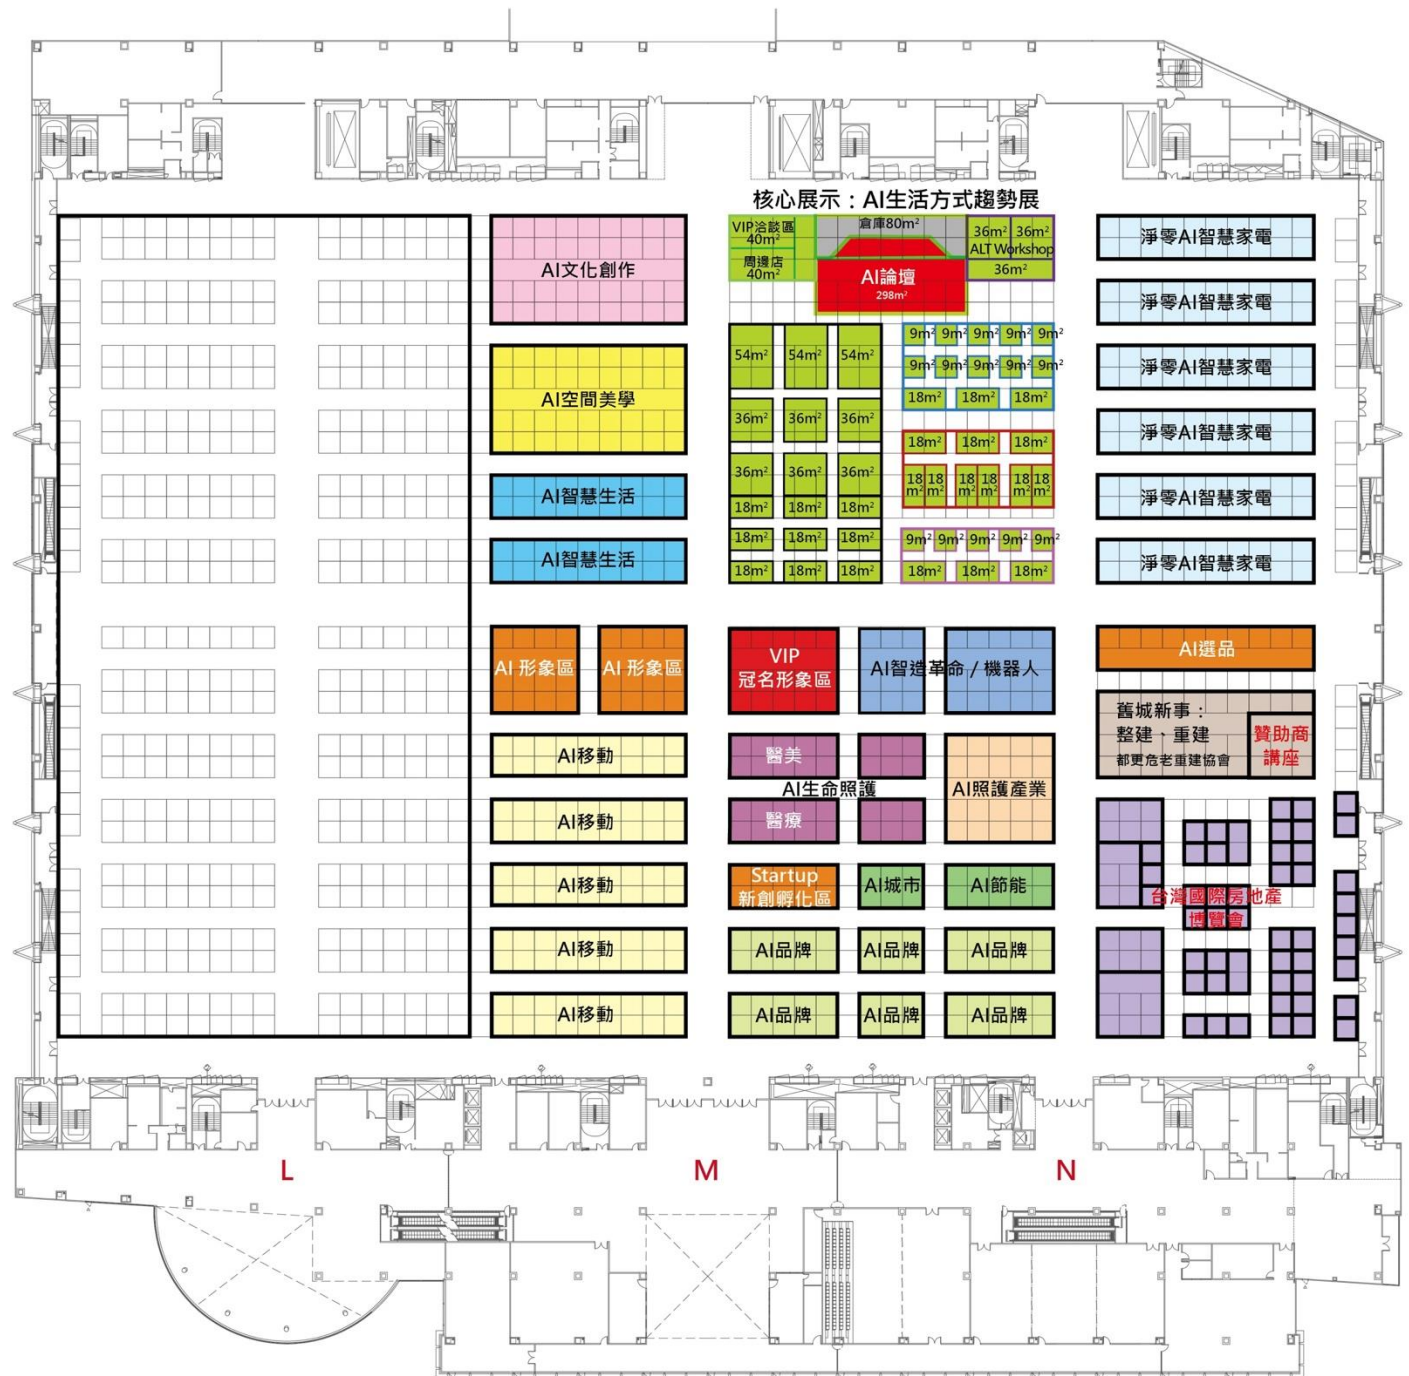 核心展示：AI生活方式趨勢展
VIP洽談區
40m²
周邊店
40m²
倉庫80m²
AI論壇
298m²
36m² 36m²
ALT Workshop
36m²
AI文化創作
AI空間美學
AI智慧生活
AI智慧生活
54m² 54m² 54m²
36m² 36m² 36m²
36m² 36m² 36m²
18m² 18m² 18m²
18m² 18m² 18m²
18m² 18m² 18m²
9m² 9m² 9m² 9m² 9m²
9m² 9m² 9m² 9m² 9m²
18m² 18m² 18m²
18m² 18m² 18m²
18 18 18 18 18 18
m² m² m² m² m² m²
9m² 9m² 9m² 9m² 9m²
18m² 18m² 18m²
淨零AI智慧家電
淨零AI智慧家電
淨零AI智慧家電
淨零AI智慧家電
淨零AI智慧家電
淨零AI智慧家電
AI 形象區
AI 形象區
VIP
冠名形象區
AI智造革命 / 機器人
AI選品
舊城新事：
整建、重建
都更危老重建協會
贊助商
講座
AI移動
AI移動
AI移動
AI移動
AI移動
醫美
AI生命照護
醫療
AI照護產業
Startup
新創孵化區
AI城市
AI節能
AI品牌
AI品牌
AI品牌
AI品牌
AI品牌
AI品牌
台灣國際房地產
博覽會
L
M
N